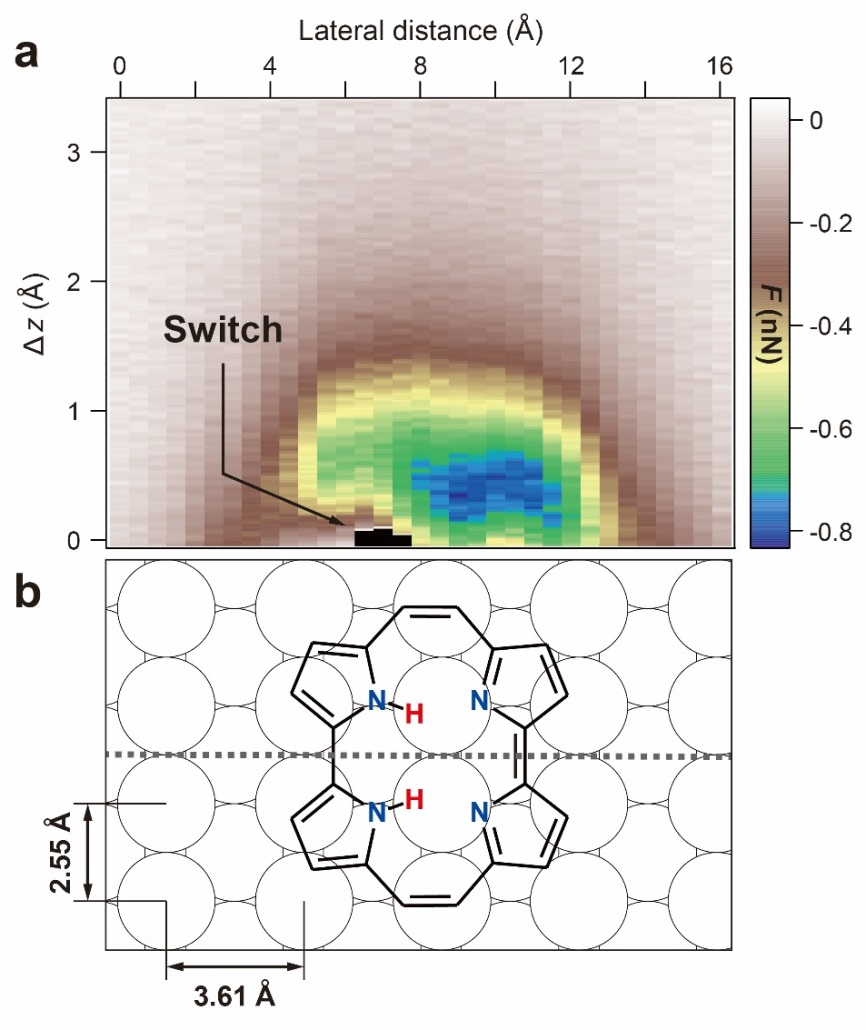 a
Lateral distance (Å)
0 4 8 12 16
3
2
1
0
Δz (Å)
Switch
0
-0.2
-0.4
-0.6
-0.8
F (nN)
b
N H N
N H N
2.55 Å
3.61 Å